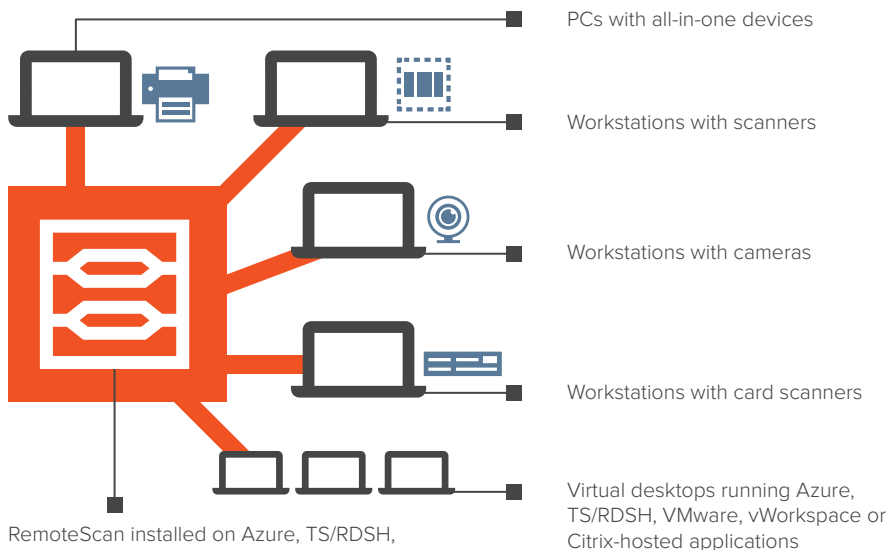 PCs with all-in-one devices
Workstations with scanners
Workstations with cameras
Workstations with card scanners
Virtual desktops running Azure,
TS/RDSH, VMware, vWorkspace or
Citrix-hosted applications
RemoteScan installed on Azure, TS/RDSH,